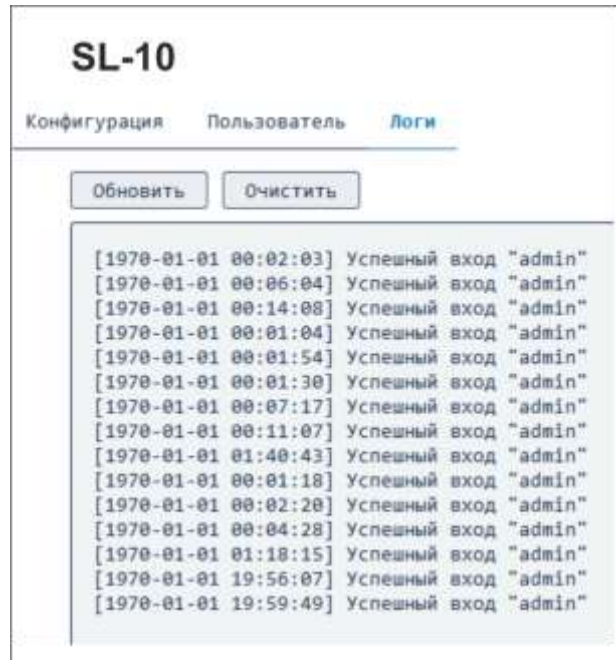 SL-10
Конфигурация Пользователь Логи
Обновить Очистить
[1970-01-01 00:02:03] Успешный вход "admin"
[1970-01-01 00:06:04] Успешный вход "admin"
[1970-01-01 00:14:08] Успешный вход "admin"
[1970-01-01 00:01:04] Успешный вход "admin"
[1970-01-01 00:01:54] Успешный вход "admin"
[1970-01-01 00:01:30] Успешный вход "admin"
[1970-01-01 00:07:17] Успешный вход "admin"
[1970-01-01 00:11:07] Успешный вход "admin"
[1970-01-01 01:40:43] Успешный вход "admin"
[1970-01-01 00:01:18] Успешный вход "admin"
[1970-01-01 00:02:20] Успешный вход "admin"
[1970-01-01 00:04:28] Успешный вход "admin"
[1970-01-01 01:18:15] Успешный вход "admin"
[1970-01-01 19:56:07] Успешный вход "admin"
[1970-01-01 19:59:49] Успешный вход "admin"